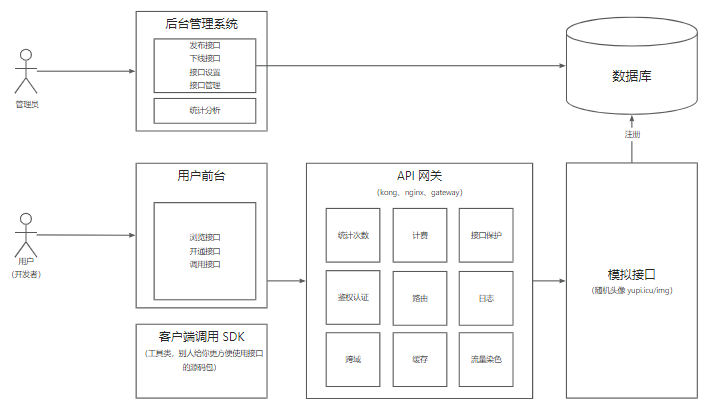 后台管理系统
发布接口
下线接口
接口设置
接口管理
统计分析
管理员
数据库
注册
用户前台
浏览接口
开通接口
调用接口
用户
（开发者）
API 网关
（kong、nginx、gateway）
统计次数
计费
接口保护
鉴权认证
路由
日志
跨域
缓存
流量染色
模拟接口
（随机头像 yupi.icu/img）
客户端调用 SDK
（工具类，别人给你更方便使用接口
的源码包）